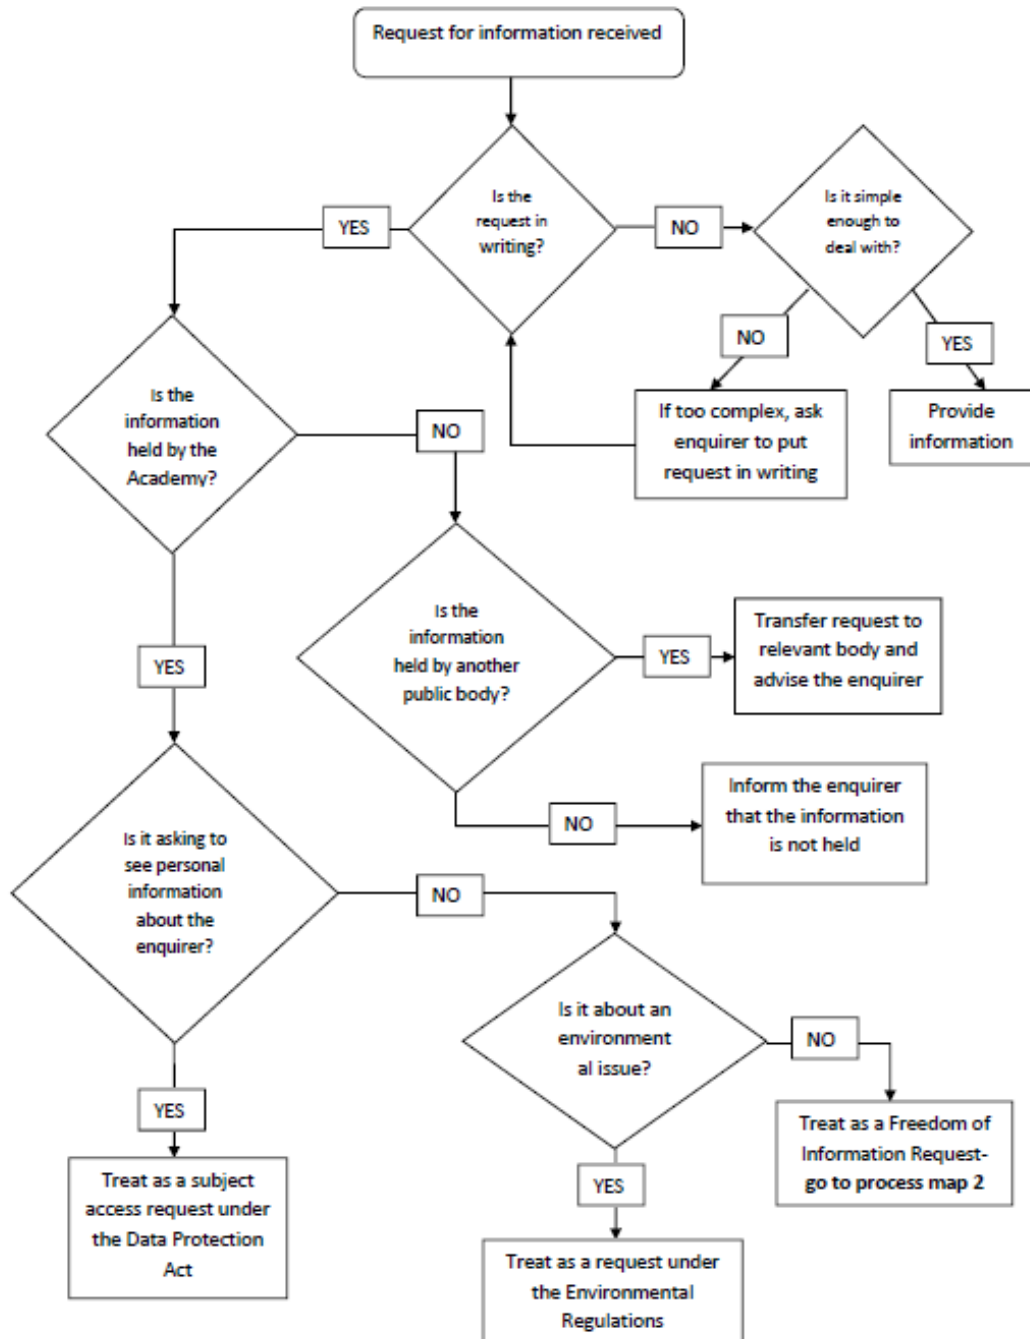 Request for information received
Is the
request in
writing?
YES
NO
Is it simple
enough to
deal with?
NO
YES
If too complex, ask
enquirer to put
request in writing
Provide
information
Is the
information
held by the
Academy?
NO
YES
Is the
information
held by another
public body?
YES
Transfer request to
relevant body and
advise the enquirer
NO
Inform the enquirer
that the information
is not held
Is it asking to
see personal
information
about the
enquirer?
NO
YES
Treat as a subject
access request under
the Data Protection
Act
Is it about an
environment
al issue?
NO
Treat as a Freedom of
Information Request-
go to process map 2
YES
Treat as a request under
the Environmental
Regulations